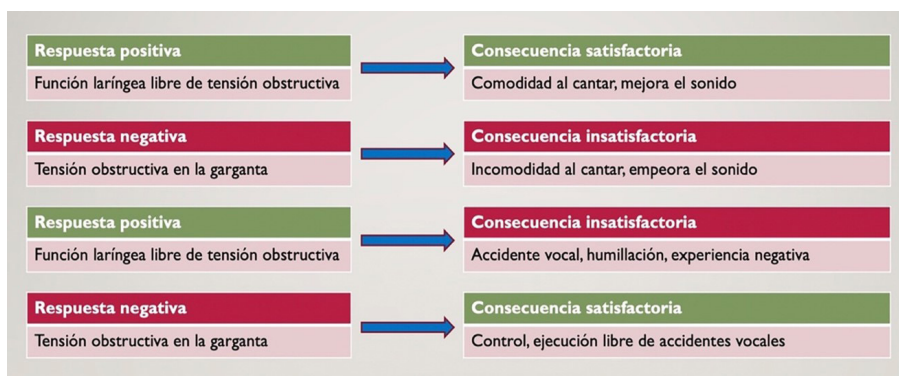 Respuesta positiva
Función laríngea libre de tensión obstructiva
Consecuencia satisfactoria
Comodidad al cantar, mejora el sonido
Respuesta negativa
Tensión obstructiva en la garganta
Consecuencia insatisfactoria
Incomodidad al cantar, empeora el sonido
Respuesta positiva
Función laríngea libre de tensión obstructiva
Consecuencia insatisfactoria
Accidente vocal, humillación, experiencia negativa
Respuesta negativa
Tensión obstructiva en la garganta
Consecuencia satisfactoria
Control, ejecución libre de accidentes vocales